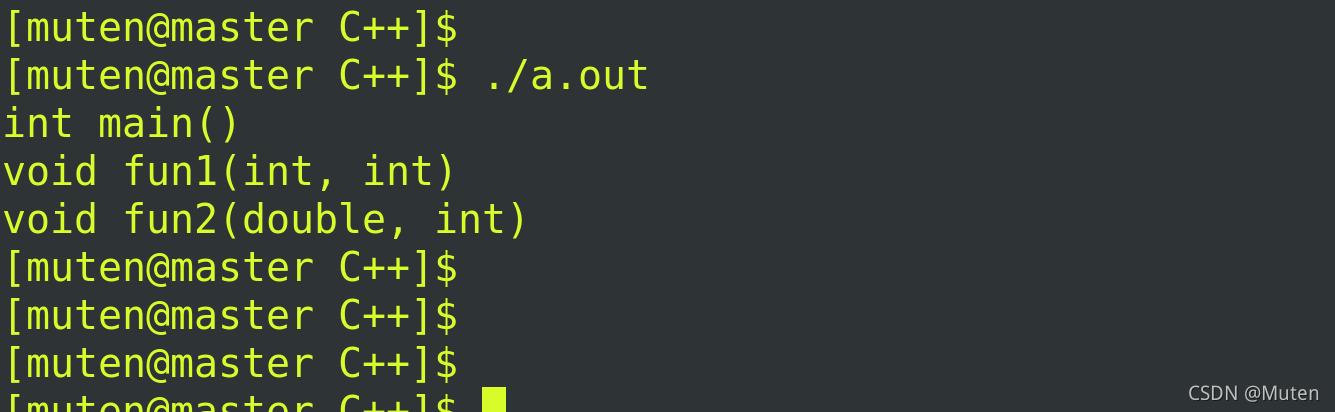 [muten@master C++]$
[muten@master C++]$ ./a.out
int main()
void fun1(int, int)
void fun2(double, int)
[muten@master C++]$
[muten@master C++]$
[muten@master C++]$
[muten@master C++]$
CSDN @Muten